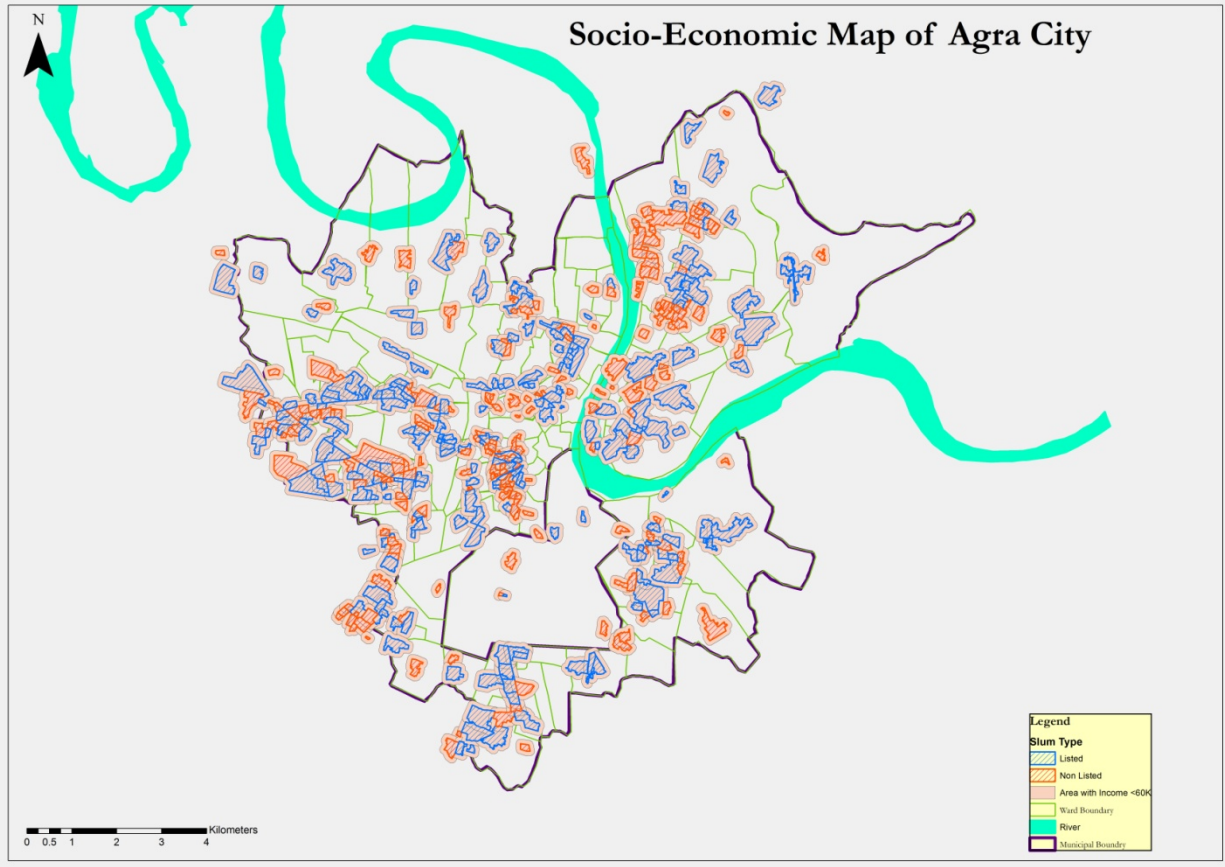 N
Socio-Economic Map of Agra City
Legend
Slum Type
Listed
Non Listed
Area with Income <60K
Ward Boundary
River
Municipal Boundry
Kilometers
0 0.5 1 2 3 4